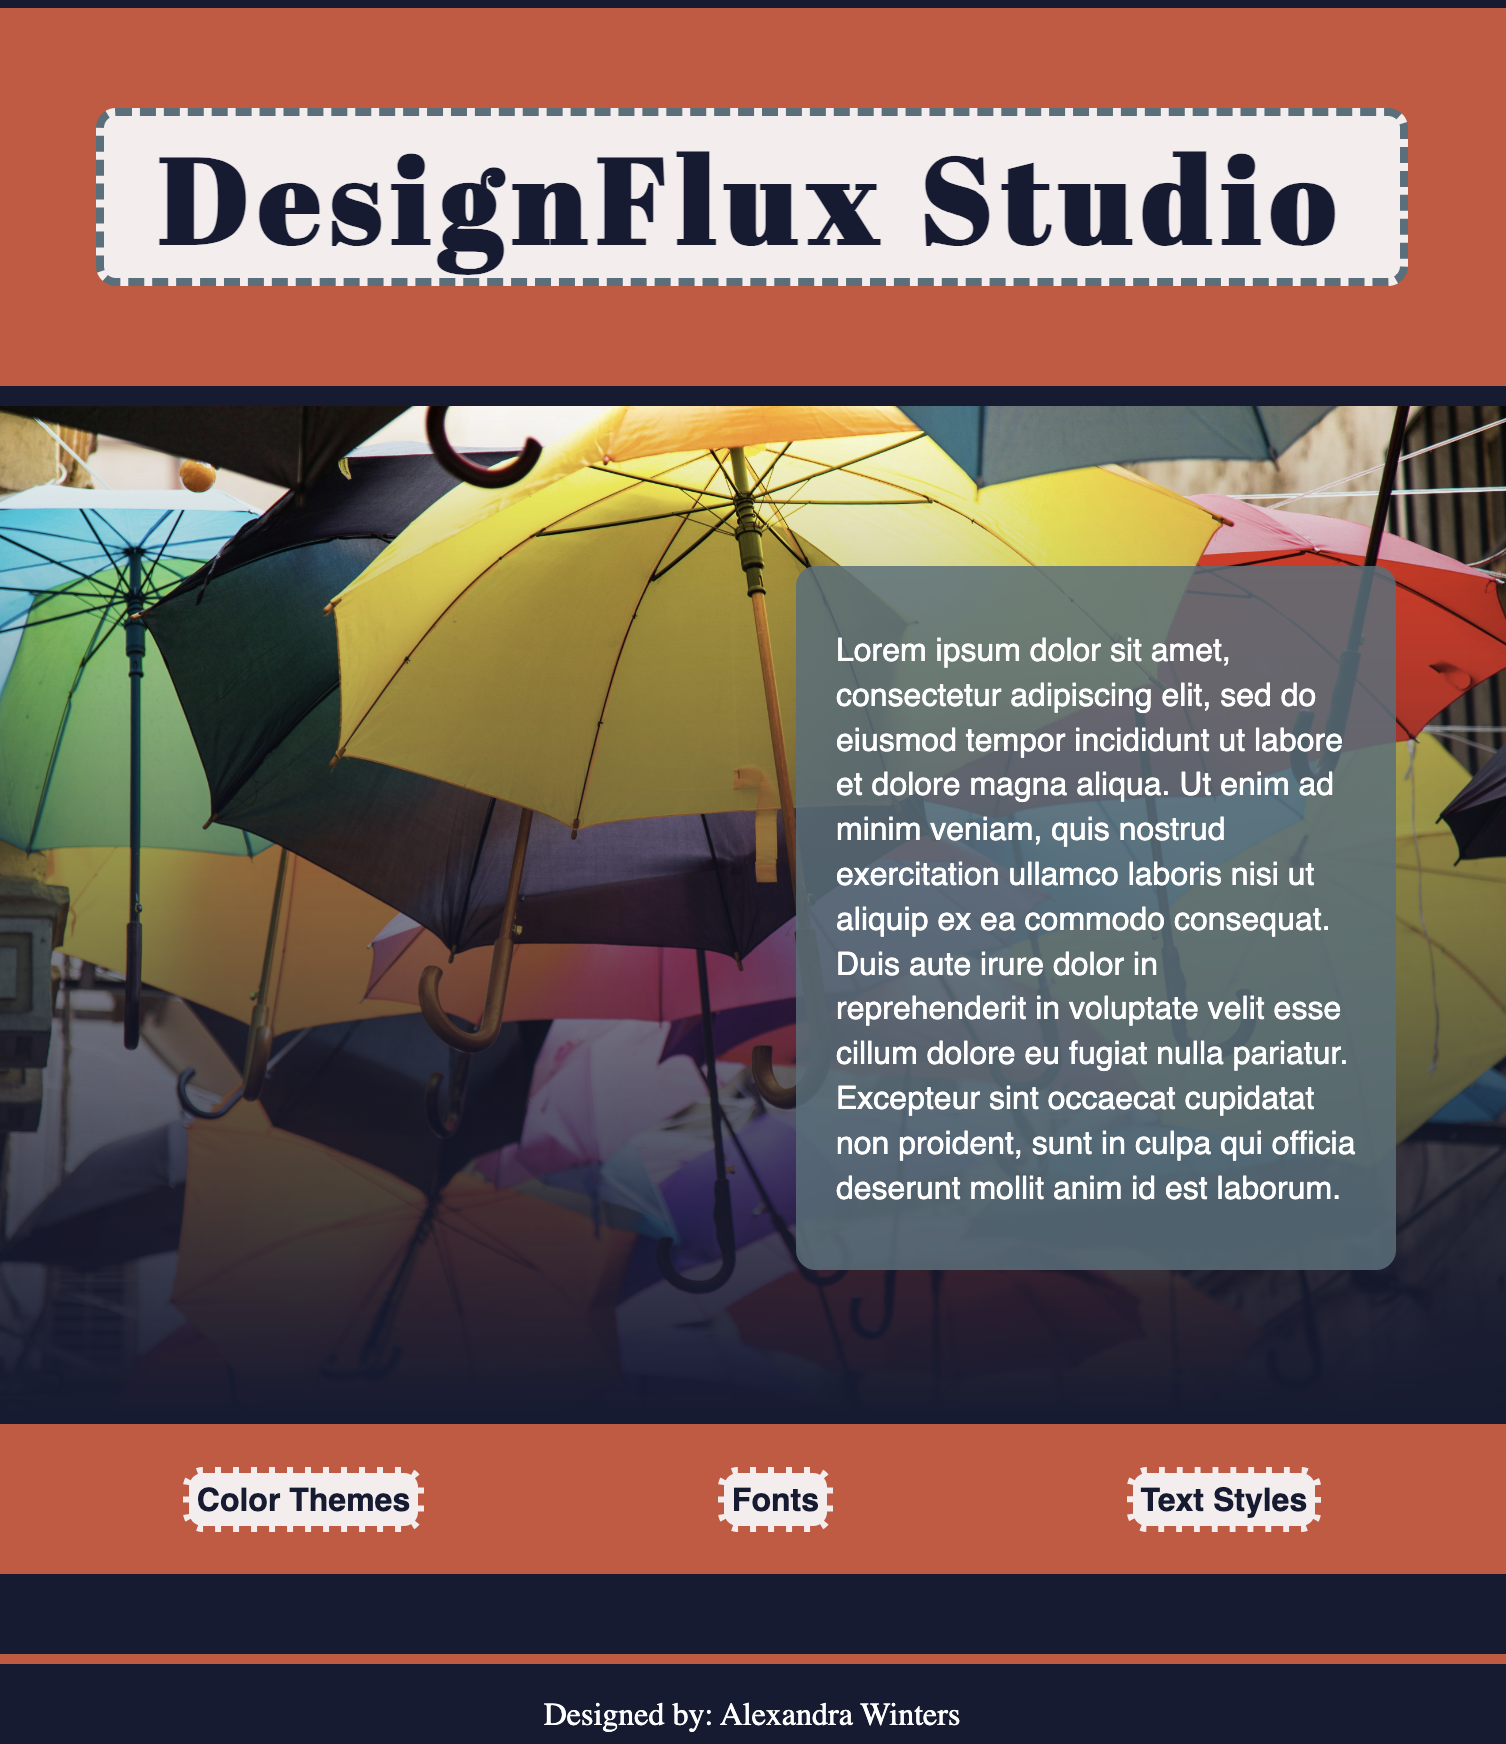 DesignFlux Studio
Lorem ipsum dolor sit amet,
consectetur adipiscing elit, sed do
eiusmod tempor incididunt ut labore
et dolore magna aliqua. Ut enim ad
minim veniam, quis nostrud
exercitation ullamco laboris nisi ut
aliquip ex ea commodo consequat.
Duis aute irure dolor in
reprehenderit in voluptate velit esse
cillum dolore eu fugiat nulla pariatur.
Excepteur sint occaecat cupidatat
non proident, sunt in culpa qui officia
deserunt mollit anim id est laborum.
Color Themes
Fonts
Text Styles
Designed by: Alexandra Winters